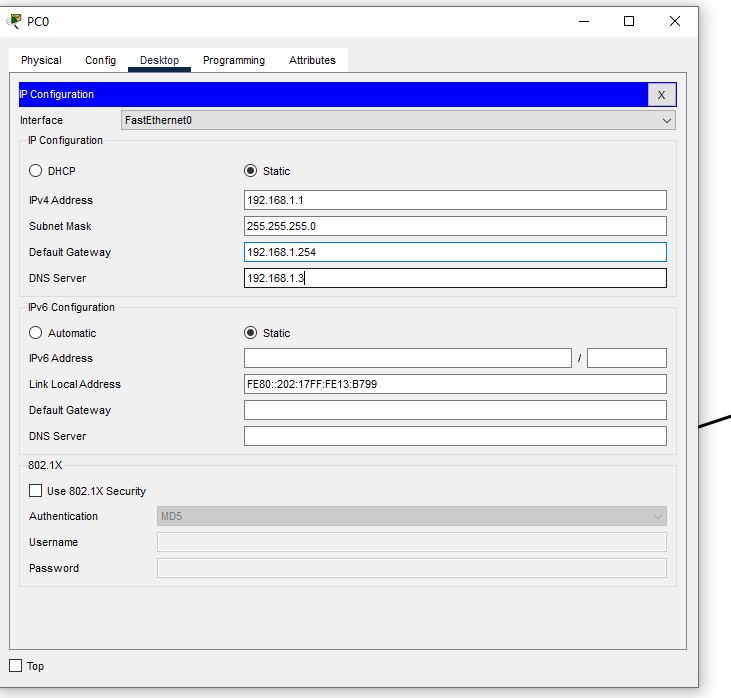 PC0
Physical Config Desktop Programming Attributes
IP Configuration X
Interface FastEthernet0
IP Configuration
DHCP Static
IPv4 Address 192.168.1.1
Subnet Mask 255.255.255.0
Default Gateway 192.168.1.254
DNS Server 192.168.1.3
IPv6 Configuration
Automatic Static
IPv6 Address /
Link Local Address FE80::202:17FF:FE13:B799
Default Gateway
DNS Server
802.1X
Use 802.1X Security
Authentication MD5
Username
Password
Top